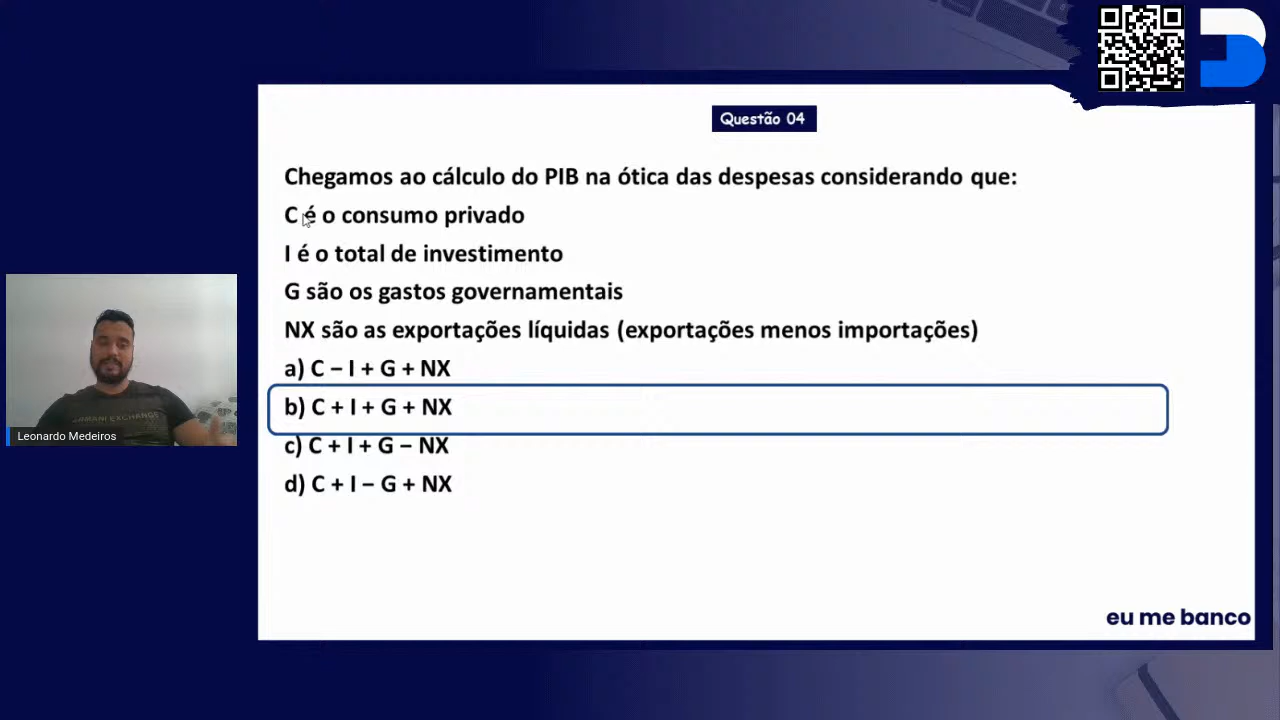 Questão 04
Chegamos ao cálculo do PIB na ótica das despesas considerando que:
C é o consumo privado
I é o total de investimento
G são os gastos governamentais
NX são as exportações líquidas (exportações menos importações)
a) C – I + G + NX
b) C + I + G + NX
c) C + I + G – NX
d) C + I – G + NX
EXCHANGE
Leonardo Medeiros
eu me banco